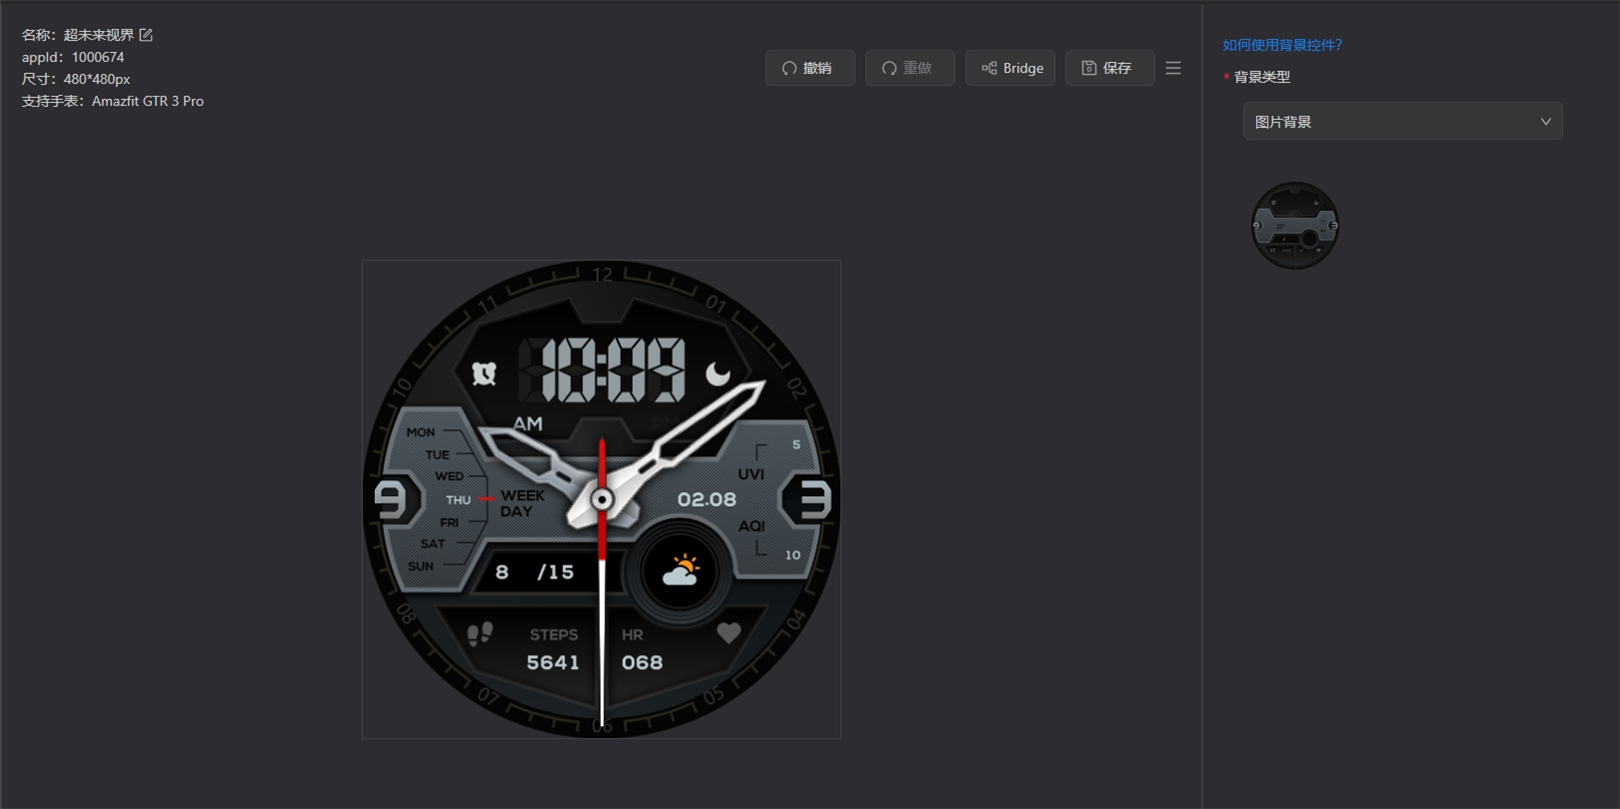 名称：超未来视界
appId：1000674
尺寸：480*480px
支持手表：Amazfit GTR 3 Pro
撤销
重做
Bridge
保存
如何使用背景控件？
* 背景类型
图片背景
12
11
01
10:09
10
02
AM
PM
MON
TUE
WED
THU
FRI
SAT
SUN
9
WEEK
DAY
02.08
5
UVI
AQI
10
3
8 /15
08
04
STEPS
5641
HR
068
07
05
06